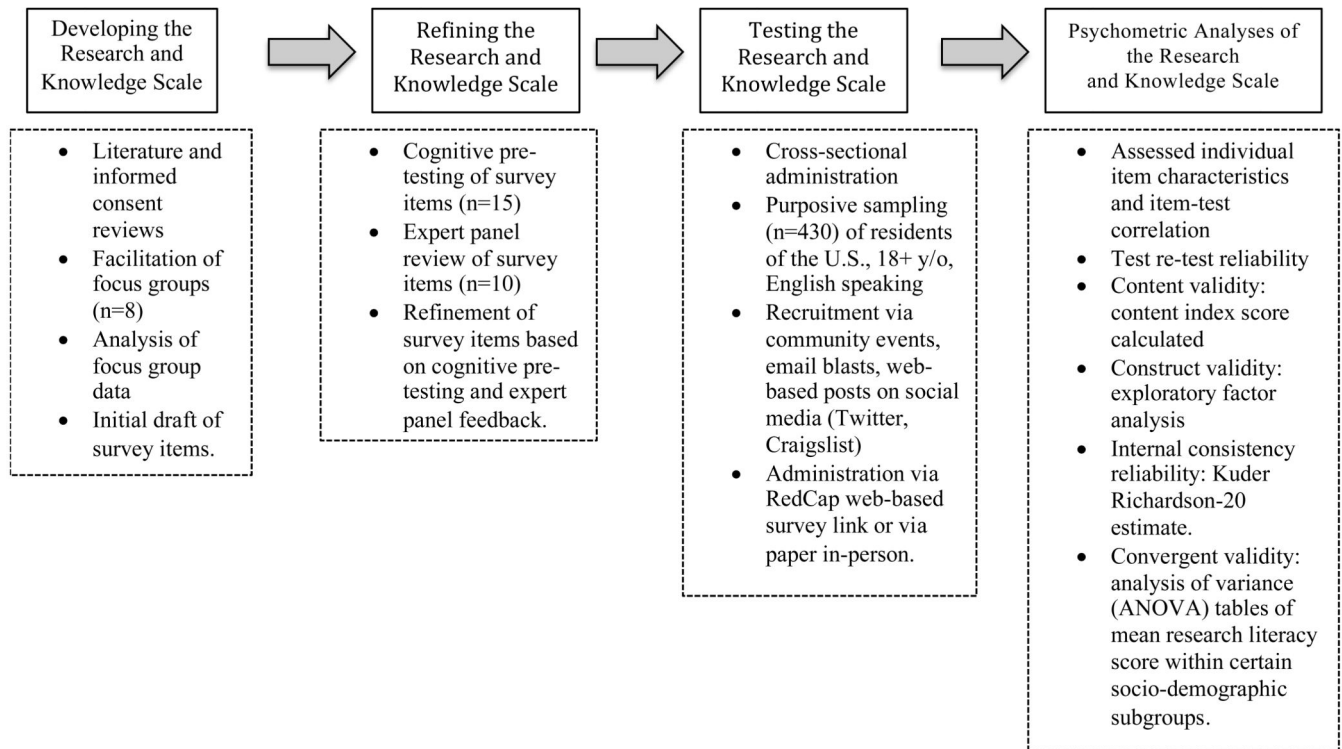 Developing the
Research and
Knowledge Scale
Refining the
Research and
Knowledge Scale
Testing the
Research and
Knowledge Scale
Psychometric Analyses of
the Research
and Knowledge Scale
• Literature and
informed
consent
reviews
• Facilitation of
focus groups
(n=8)
• Analysis of
focus group
data
• Initial draft of
survey items.
• Cognitive pre-
testing of survey
items (n=15)
• Expert panel
review of survey
items (n=10)
• Refinement of
survey items based
on cognitive pre-
testing and expert
panel feedback.
• Cross-sectional
administration
• Purposive sampling
(n=430) of residents
of the U.S., 18+ y/o,
English speaking
• Recruitment via
community events,
email blasts, web-
based posts on social
media (Twitter,
Craigslist)
• Administration via
RedCap web-based
survey link or via
paper in-person.
• Assessed individual
item characteristics
and item-test
correlation
• Test re-test reliability
• Content validity:
content index score
calculated
• Construct validity:
exploratory factor
analysis
• Internal consistency
reliability: Kuder
Richardson-20
estimate.
• Convergent validity:
analysis of variance
(ANOVA) tables of
mean research literacy
score within certain
socio-demographic
subgroups.